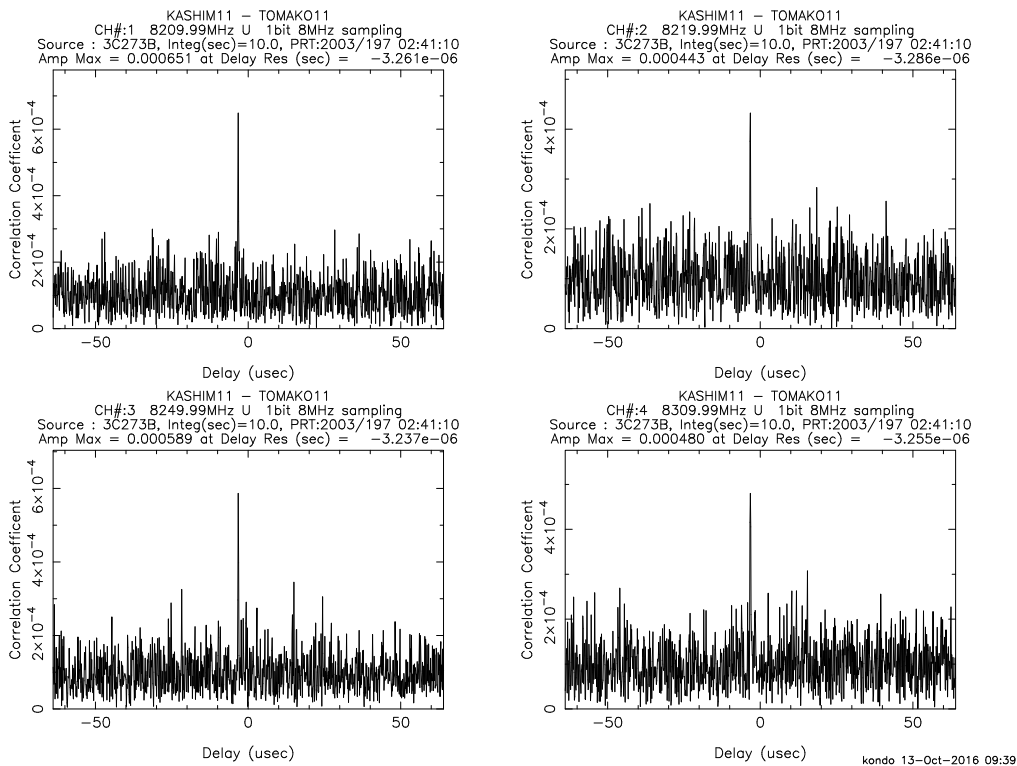 KASHIM11 – TOMAKO11
CH#:1 8209.99MHz U 1bit 8MHz sampling
Source : 3C273B, Integ(sec)=10.0, PRT:2003/197 02:41:10
Amp Max = 0.000651 at Delay Res (sec) = −3.261e−06
Correlation Coefficent
6×10−4
4×10−4
2×10−4
0
−50 0 50
Delay (usec)
KASHIM11 – TOMAKO11
CH#:2 8219.99MHz U 1bit 8MHz sampling
Source : 3C273B, Integ(sec)=10.0, PRT:2003/197 02:41:10
Amp Max = 0.000443 at Delay Res (sec) = −3.286e−06
Correlation Coefficent
4×10−4
2×10−4
0
−50 0 50
Delay (usec)
KASHIM11 – TOMAKO11
CH#:3 8249.99MHz U 1bit 8MHz sampling
Source : 3C273B, Integ(sec)=10.0, PRT:2003/197 02:41:10
Amp Max = 0.000589 at Delay Res (sec) = −3.237e−06
Correlation Coefficent
6×10−4
4×10−4
2×10−4
0
−50 0 50
Delay (usec)
KASHIM11 – TOMAKO11
CH#:4 8309.99MHz U 1bit 8MHz sampling
Source : 3C273B, Integ(sec)=10.0, PRT:2003/197 02:41:10
Amp Max = 0.000480 at Delay Res (sec) = −3.255e−06
Correlation Coefficent
4×10−4
2×10−4
0
−50 0 50
Delay (usec)
kondo 13−Oct−2016 09:39